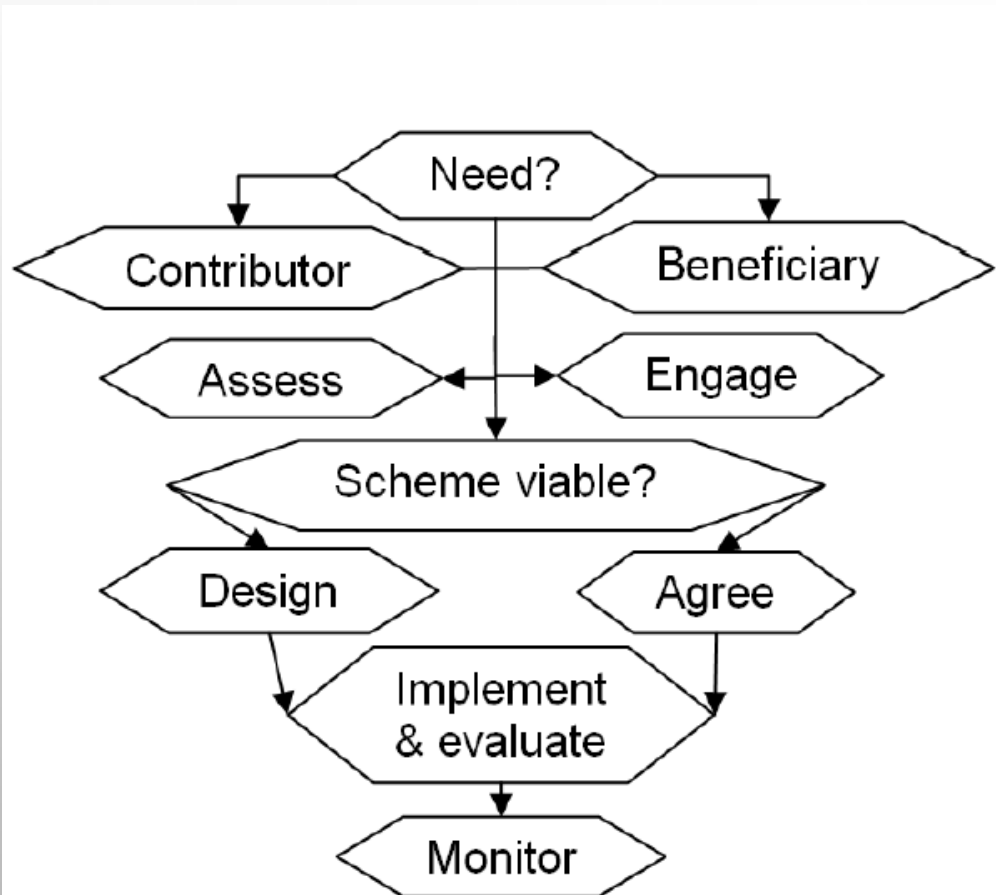 Need?
Contributor
Beneficiary
Assess
Engage
Scheme viable?
Design
Agree
Implement
& evaluate
Monitor